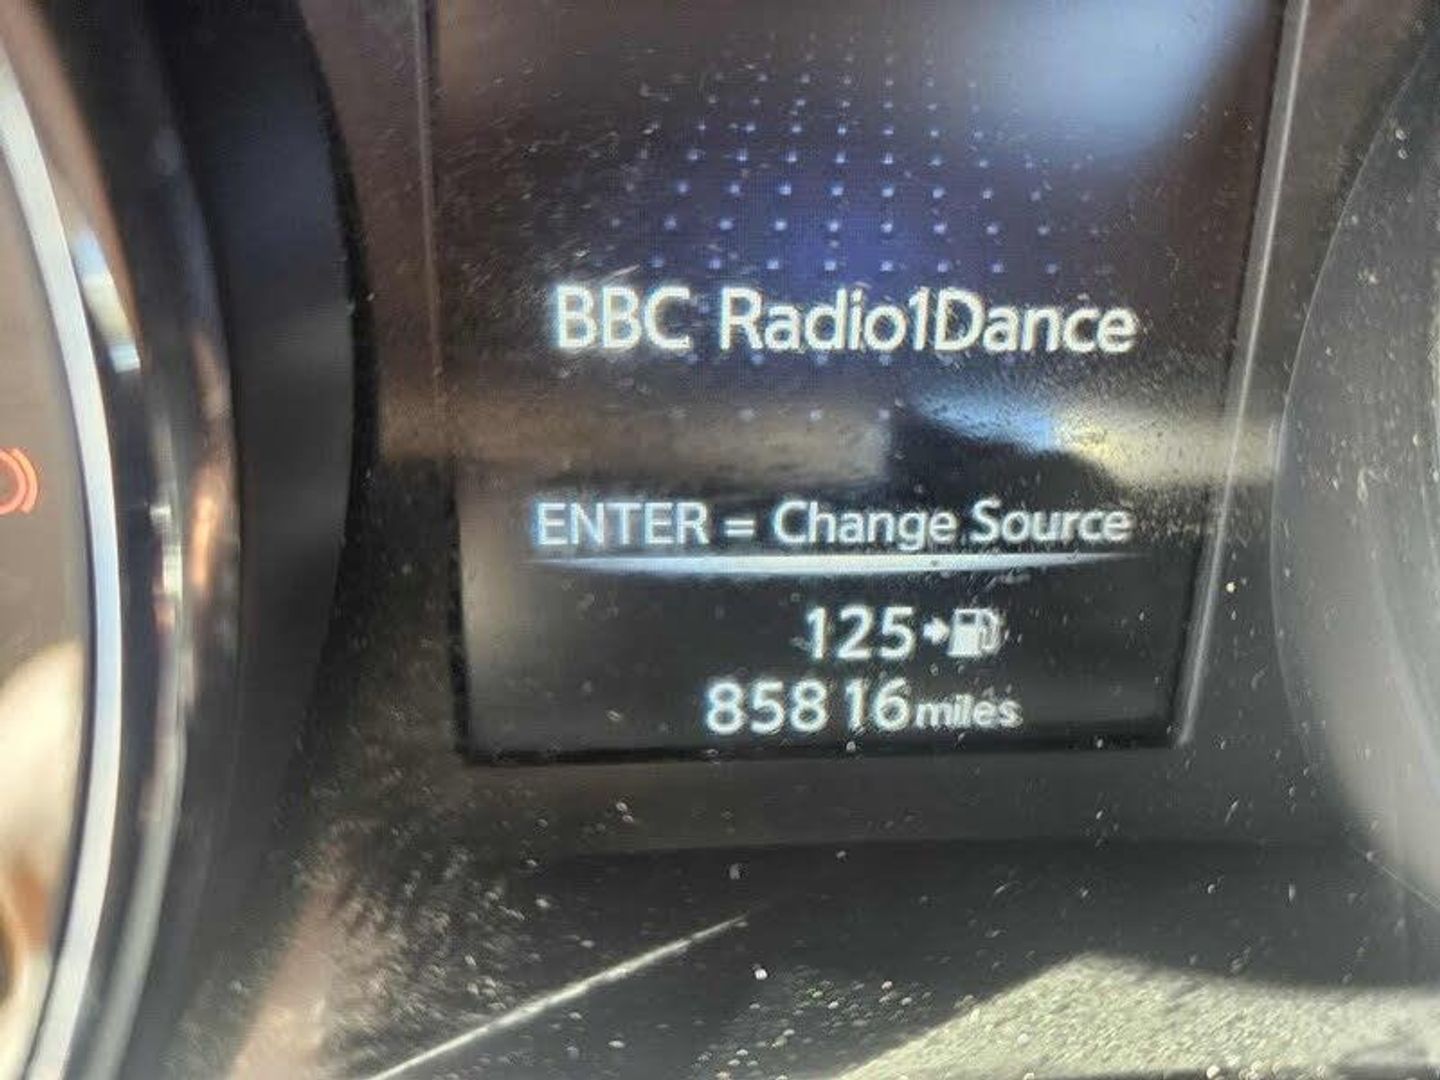 BBC Radio1Dance
ENTER = Change Source
125
85816 miles